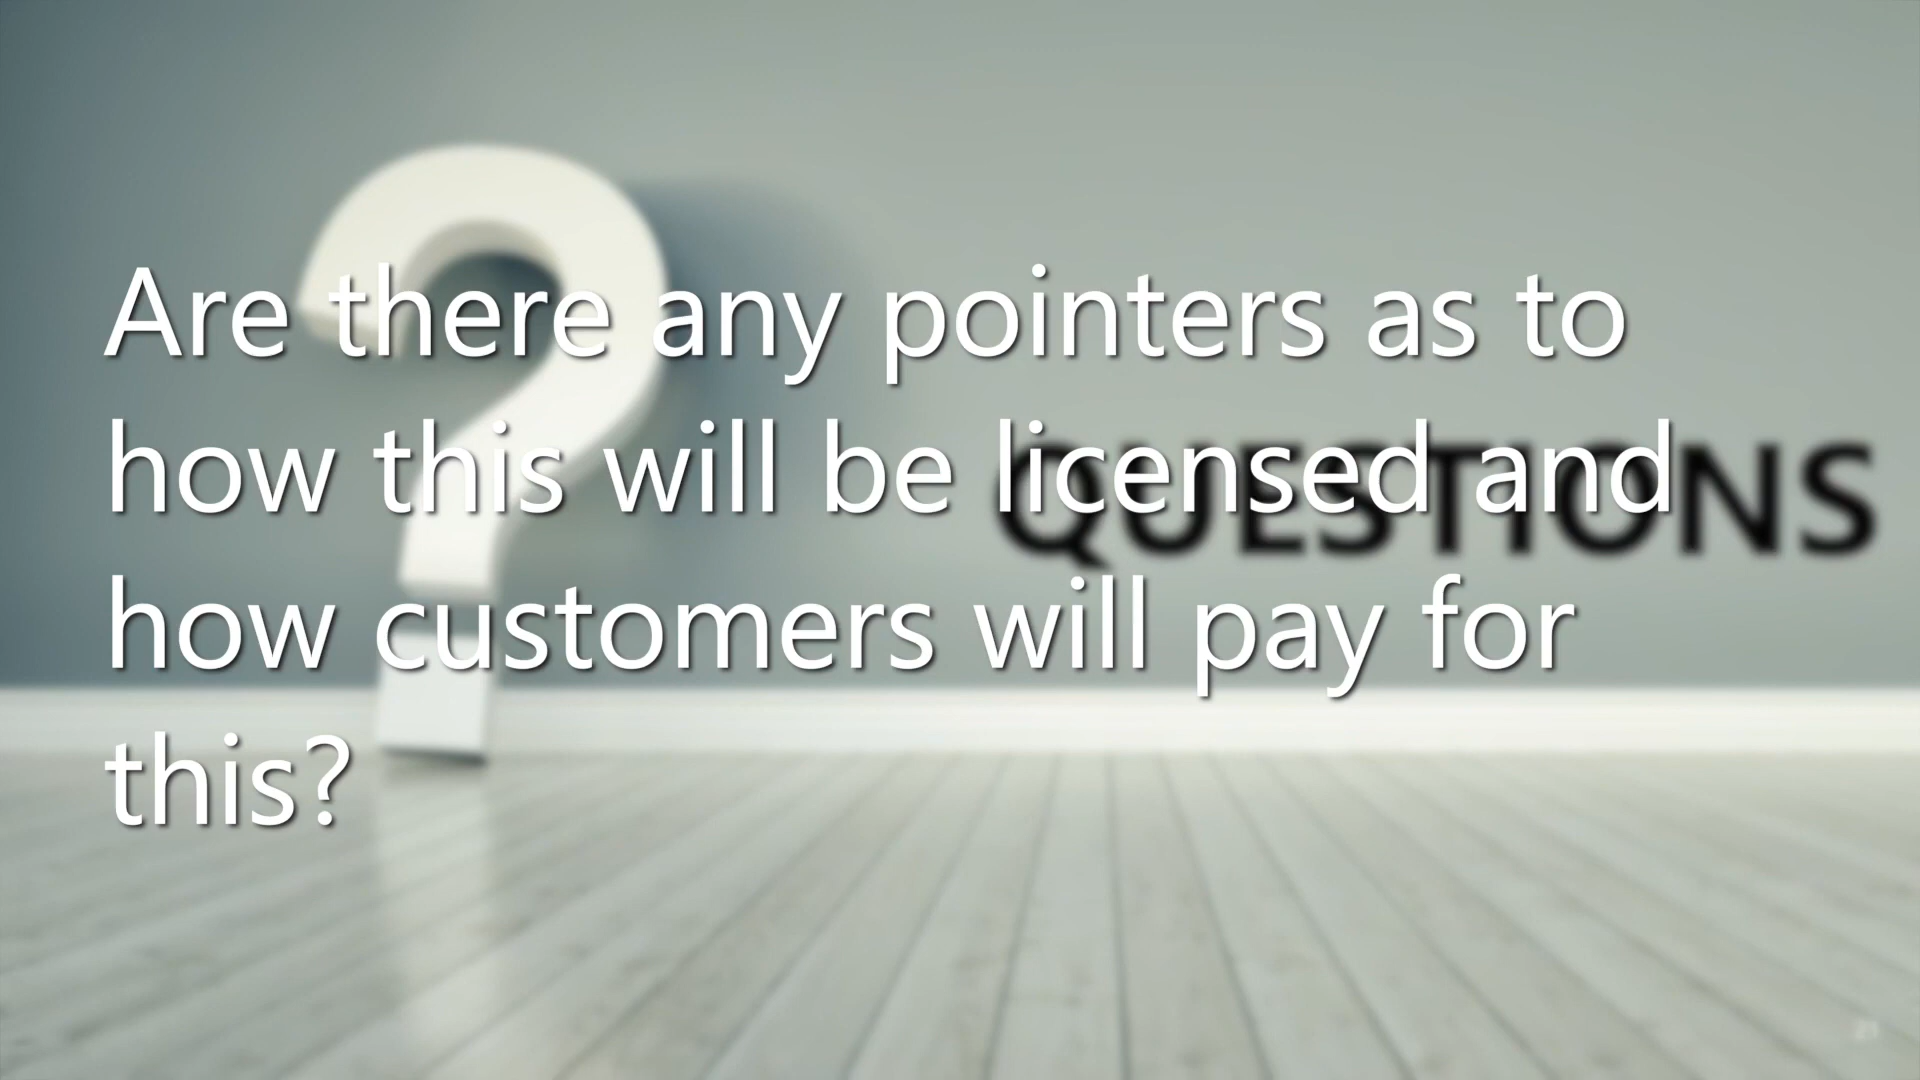 Are there any pointers as to
how this will be licensed and
QUESTIONS
how customers will pay for
this?